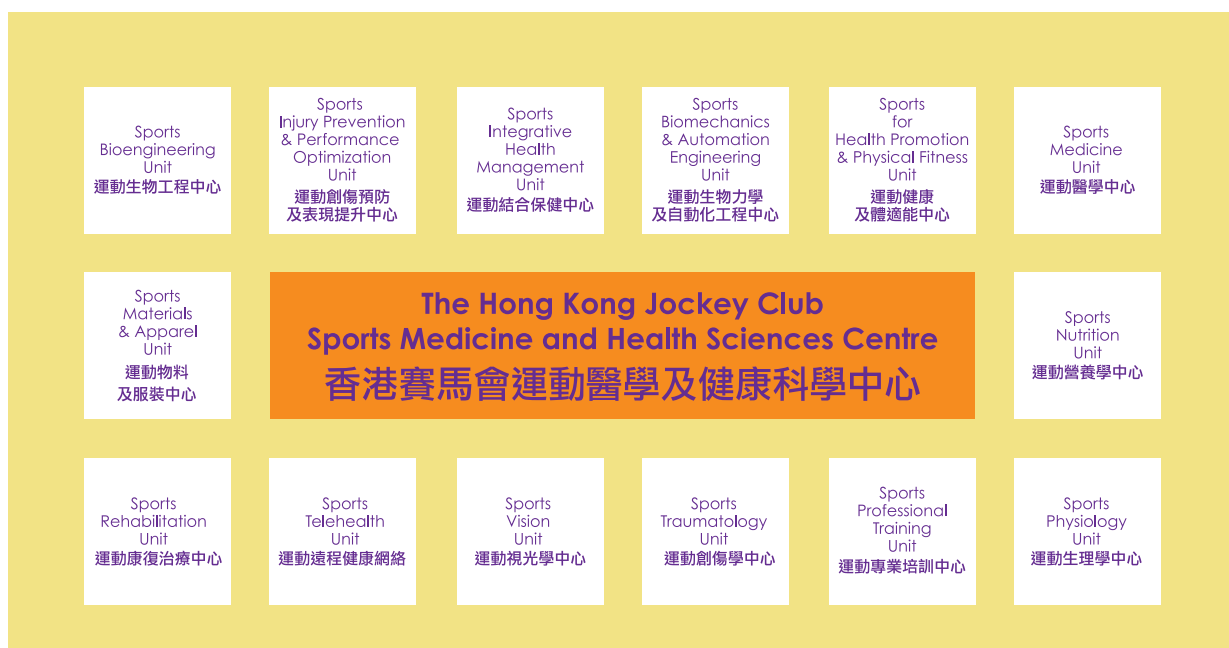 Sports
Bioengineering
Unit
運動生物工程中心
Sports
Injury Prevention
& Performance
Optimization
Unit
運動創傷預防
及表現提升中心
Sports
Integrative
Health
Management
Unit
運動結合保健中心
Sports
Biomechanics
& Automation
Engineering
Unit
運動生物力學
及自動化工程中心
Sports
for
Health Promotion
& Physical Fitness
Unit
運動健康
及體適能中心
Sports
Medicine
Unit
運動醫學中心
Sports
Materials
& Apparel
Unit
運動物料
及服裝中心
The Hong Kong Jockey Club
Sports Medicine and Health Sciences Centre
香港賽馬會運動醫學及健康科學中心
Sports
Nutrition
Unit
運動營養學中心
Sports
Rehabilitation
Unit
運動康復治療中心
Sports
Telehealth
Unit
運動遠程健康網絡
Sports
Vision
Unit
運動視光學中心
Sports
Traumatology
Unit
運動創傷學中心
Sports
Professional
Training
Unit
運動專業培訓中心
Sports
Physiology
Unit
運動生理學中心